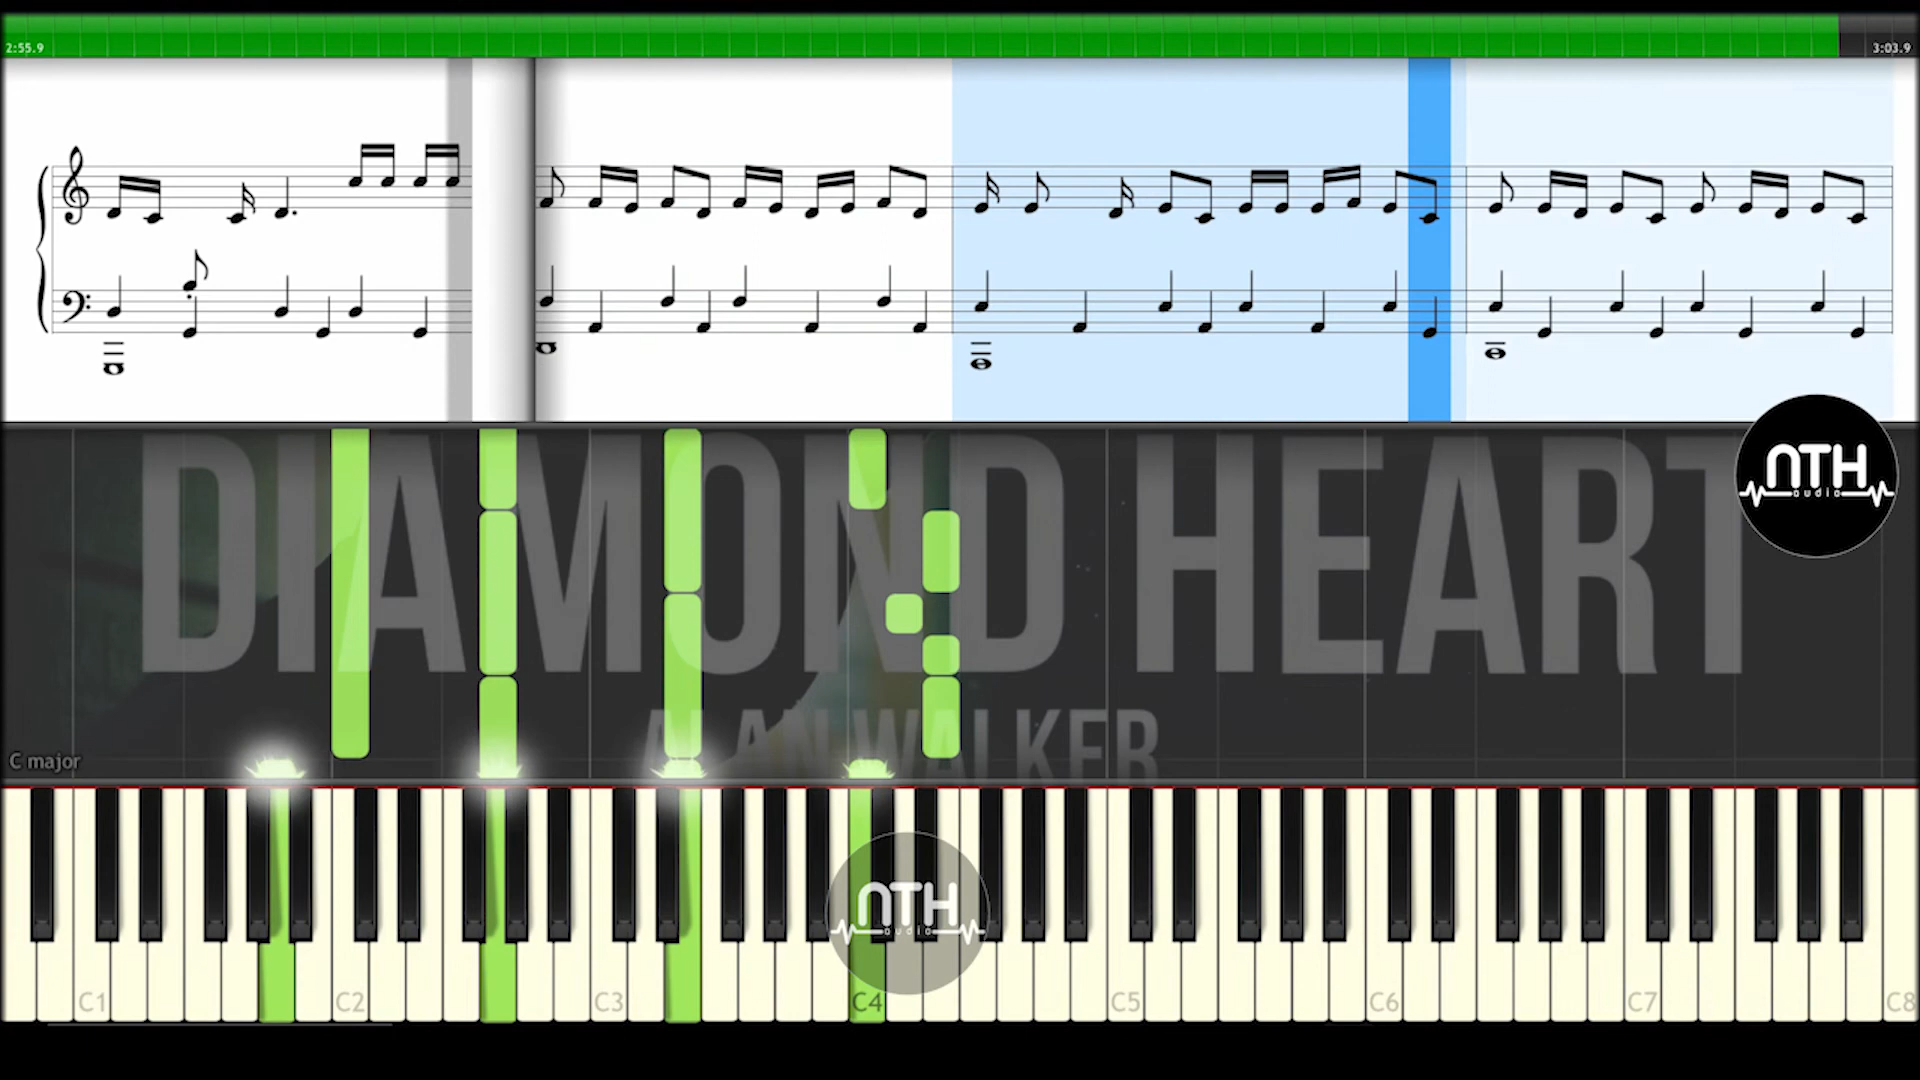 2:55.9
3:03.9
NTH
audio
DIAMOND HEART
ALAN WALKER
C major
NTH
audio
C1 C2 C3 C4 C5 C6 C7 C8